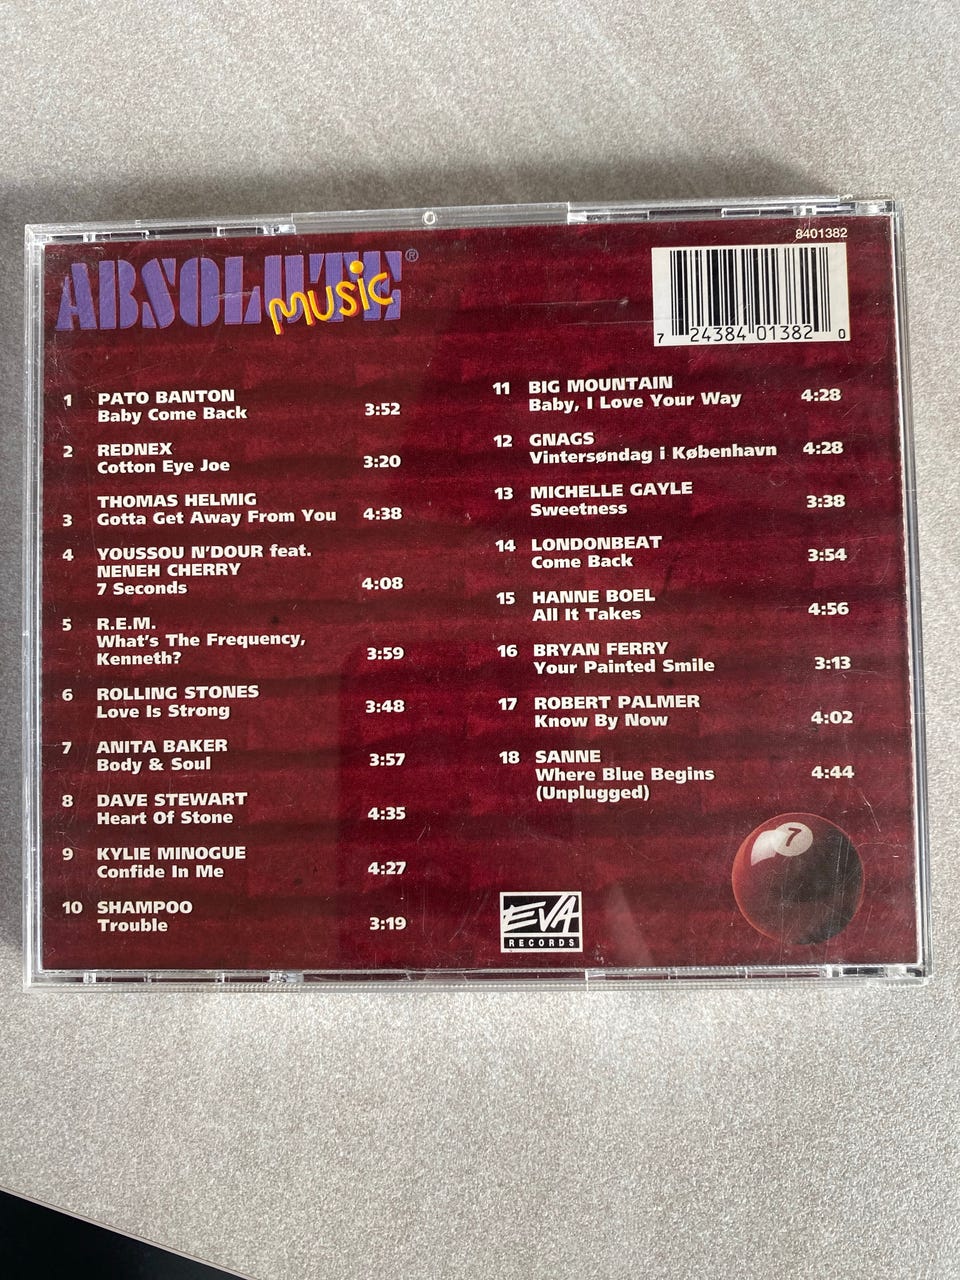 8401382
ABSOLUTE®
music
7 24384 01382 0
1 PATO BANTON
Baby Come Back 3:52
2 REDNEX
Cotton Eye Joe 3:20
THOMAS HELMIG
3 Gotta Get Away From You 4:38
4 YOUSSOU N'DOUR feat.
NENEH CHERRY
7 Seconds 4:08
5 R.E.M.
What's The Frequency,
Kenneth? 3:59
6 ROLLING STONES
Love Is Strong 3:48
7 ANITA BAKER
Body & Soul 3:57
8 DAVE STEWART
Heart Of Stone 4:35
9 KYLIE MINOGUE
Confide In Me 4:27
10 SHAMPOO
Trouble 3:19
11 BIG MOUNTAIN
Baby, I Love Your Way 4:28
12 GNAGS
Vintersøndag i København 4:28
13 MICHELLE GAYLE
Sweetness 3:38
14 LONDONBEAT
Come Back 3:54
15 HANNE BOEL
All It Takes 4:56
16 BRYAN FERRY
Your Painted Smile 3:13
17 ROBERT PALMER
Know By Now 4:02
18 SANNE
Where Blue Begins 4:44
(Unplugged)
7
EVA
RECORDS